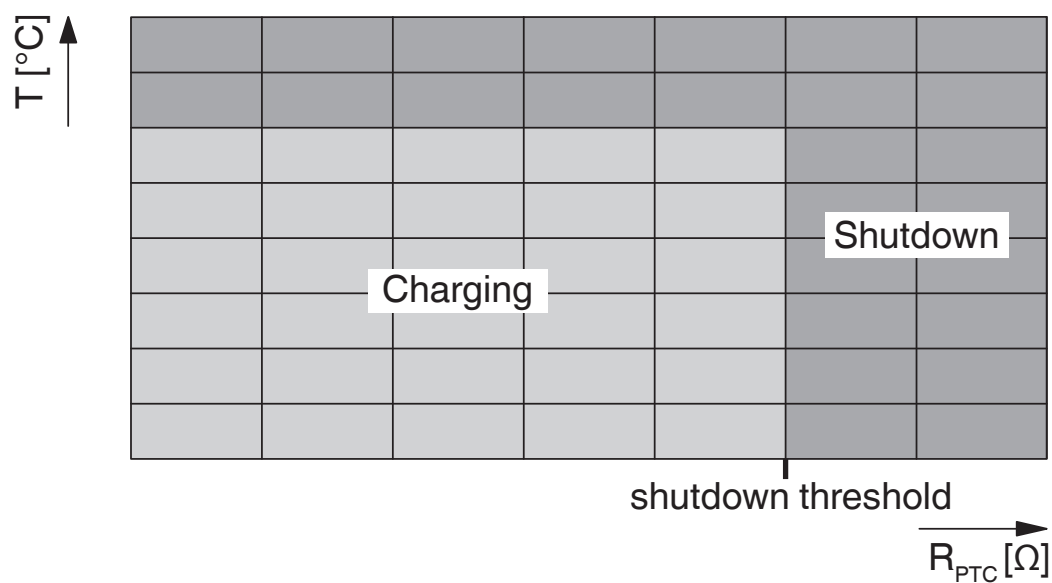 T [°C]
Shutdown
Charging
shutdown threshold
R_PTC [Ω]